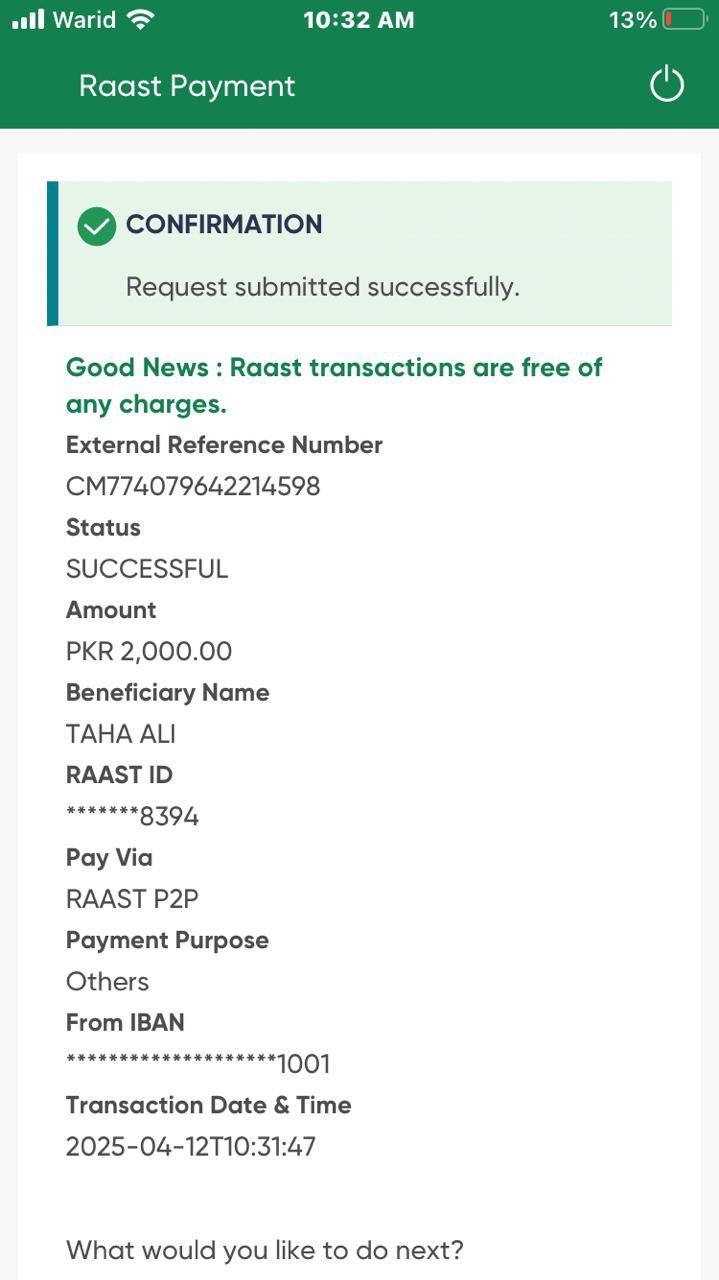 Warid 10:32 AM 13%
Raast Payment
CONFIRMATION
Request submitted successfully.
Good News : Raast transactions are free of
any charges.
External Reference Number
CM774079642214598
Status
SUCCESSFUL
Amount
PKR 2,000.00
Beneficiary Name
TAHA ALI
RAAST ID
*******8394
Pay Via
RAAST P2P
Payment Purpose
Others
From IBAN
********************1001
Transaction Date & Time
2025-04-12T10:31:47
What would you like to do next?